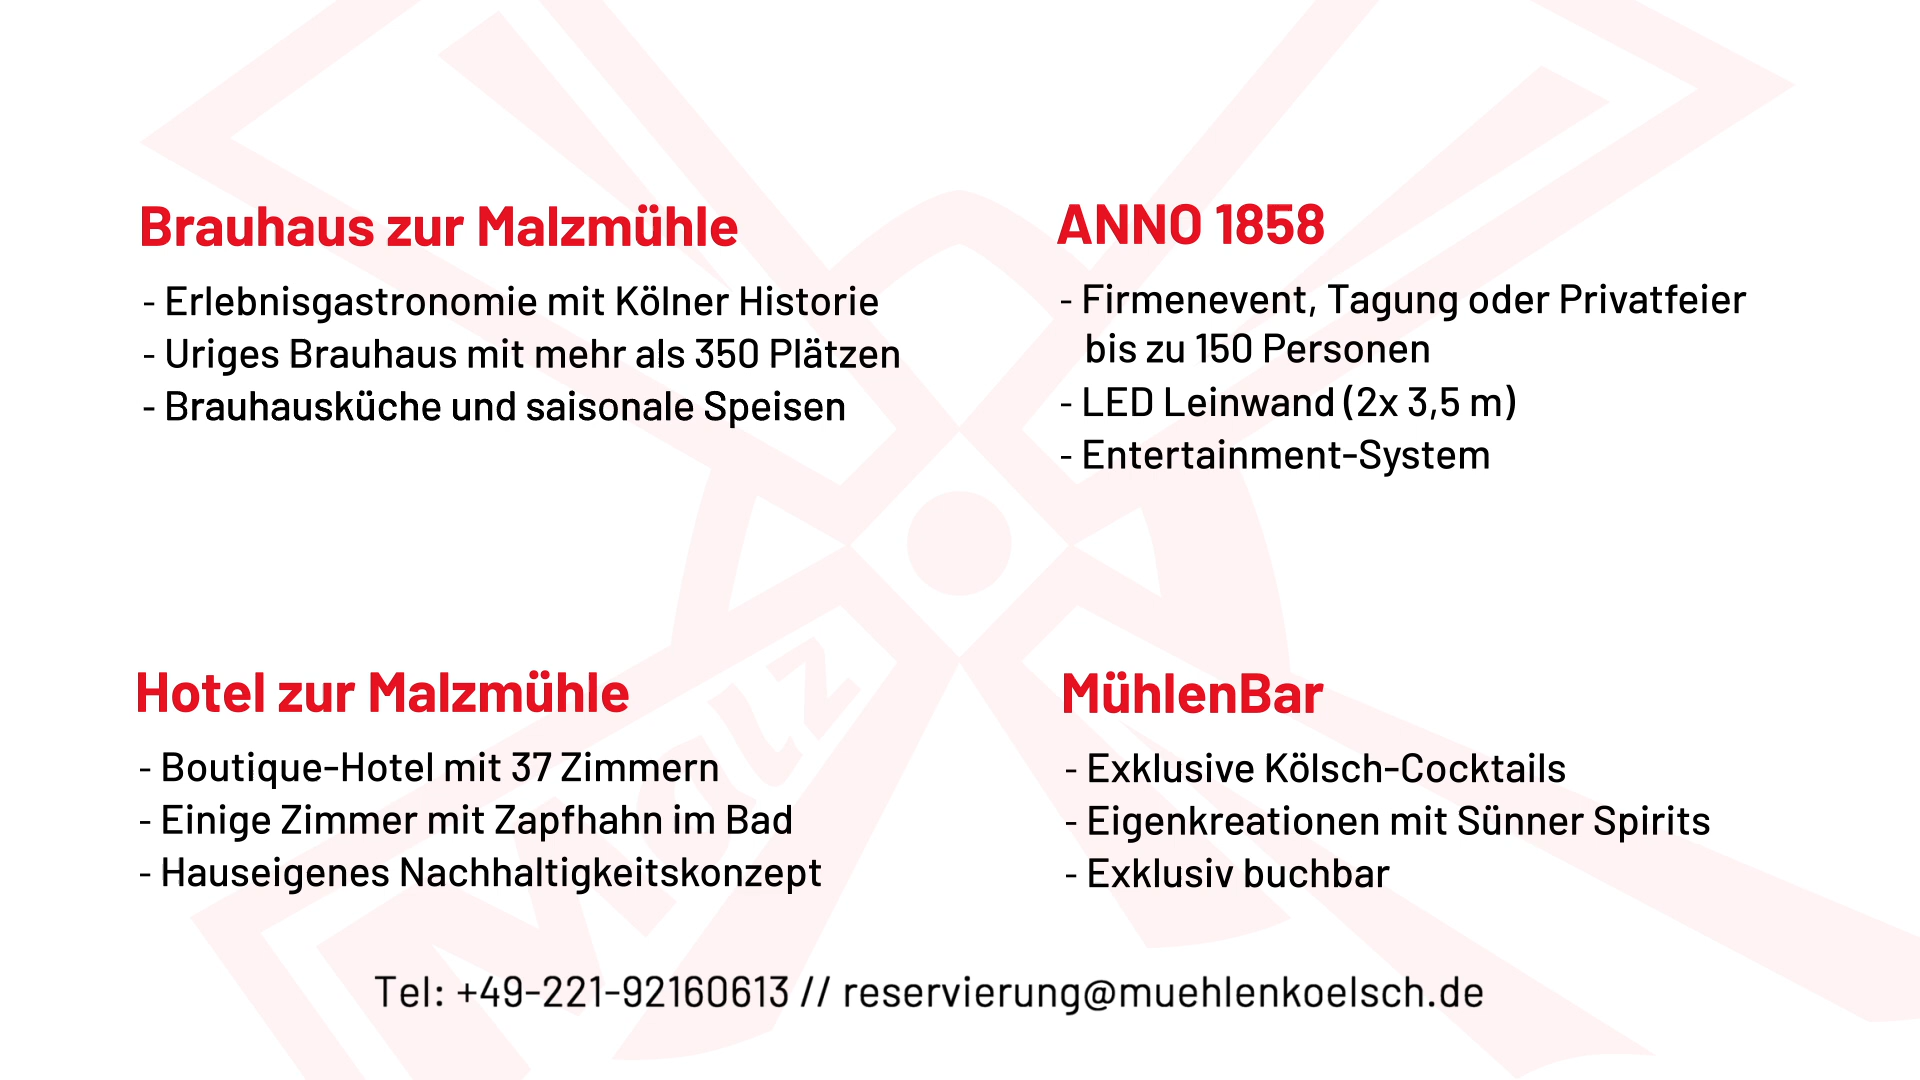 Brauhaus zur Malzmühle
- Erlebnisgastronomie mit Kölner Historie
- Uriges Brauhaus mit mehr als 350 Plätzen
- Brauhausküche und saisonale Speisen
ANNO 1858
- Firmenevent, Tagung oder Privatfeier
bis zu 150 Personen
- LED Leinwand (2x 3,5 m)
- Entertainment-System
Hotel zur Malzmühle
- Boutique-Hotel mit 37 Zimmern
- Einige Zimmer mit Zapfhahn im Bad
- Hauseigenes Nachhaltigkeitskonzept
MühlenBar
- Exklusive Kölsch-Cocktails
- Eigenkreationen mit Sünner Spirits
- Exklusiv buchbar
Malz
Tel: +49-221-92160613 // reservierung@muehlenkoelsch.de